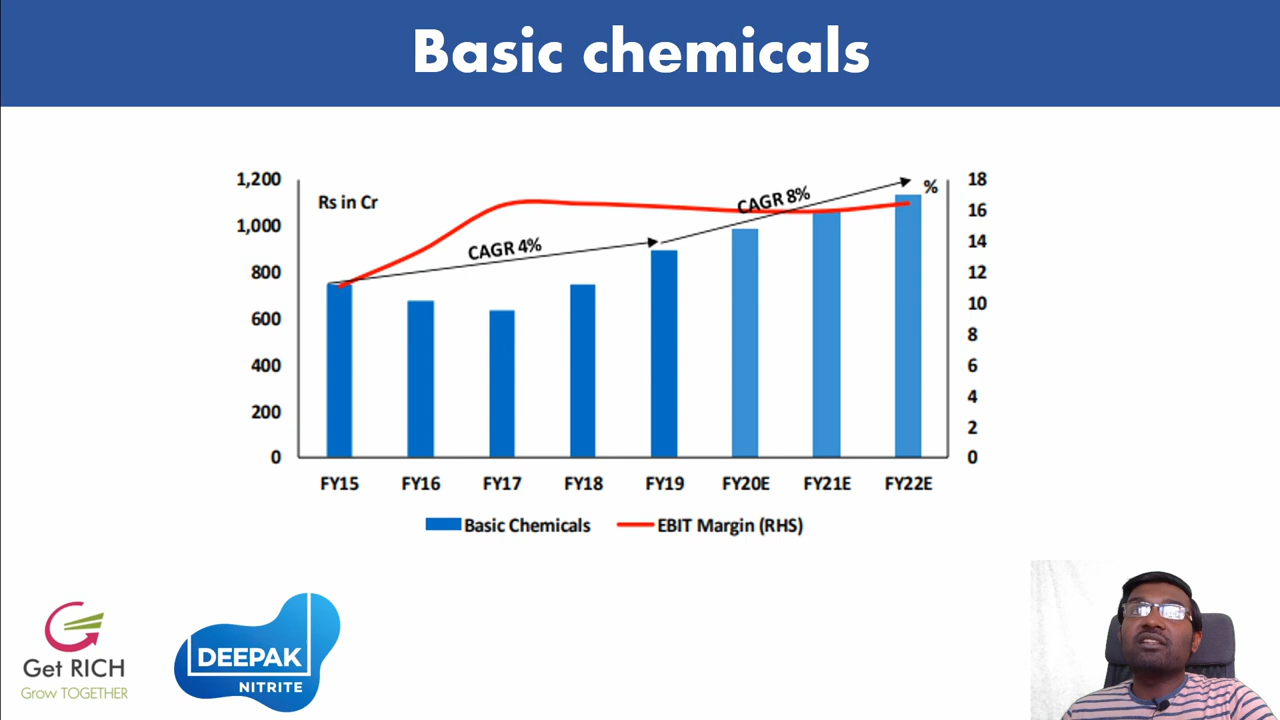 Basic chemicals
1,200
1,000
800
600
400
200
0
Rs in Cr
CAGR 4%
CAGR 8%
%
18
16
14
12
10
8
6
4
2
0
FY15 FY16 FY17 FY18 FY19 FY20E FY21E FY22E
Basic Chemicals EBIT Margin (RHS)
Get RICH
Grow TOGETHER
DEEPAK
NITRITE